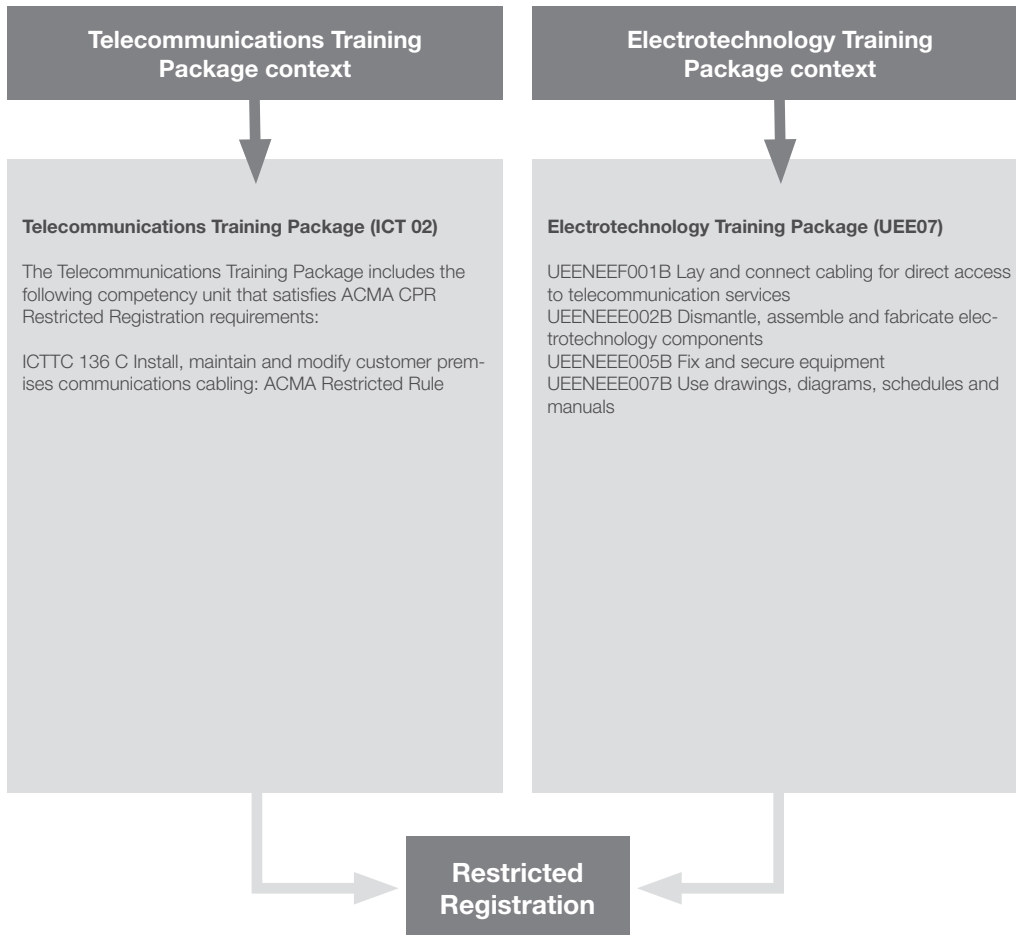 Telecommunications Training
Package context
Telecommunications Training Package (ICT 02)
The Telecommunications Training Package includes the
following competency unit that satisfies ACMA CPR
Restricted Registration requirements:
ICTTC 136 C Install, maintain and modify customer prem-
ises communications cabling: ACMA Restricted Rule
Electrotechnology Training
Package context
Electrotechnology Training Package (UEE07)
UEENEEF001B Lay and connect cabling for direct access
to telecommunication services
UEENEEE002B Dismantle, assemble and fabricate elec-
trotechnology components
UEENEEE005B Fix and secure equipment
UEENEEE007B Use drawings, diagrams, schedules and
manuals
Restricted
Registration